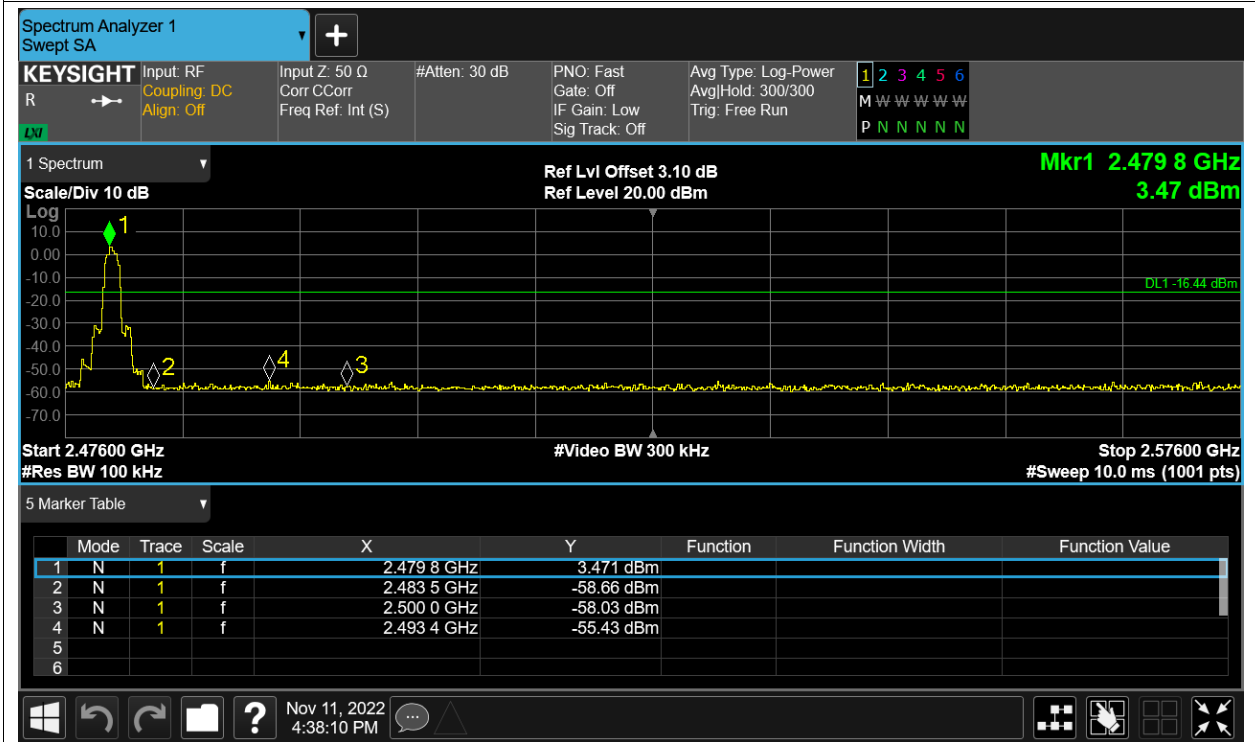 Spectrum Analyzer 1
Swept SA
+
KEYSIGHT Input: RF Input Z: 50 Ω #Atten: 30 dB PNO: Fast Avg Type: Log-Power 1 2 3 4 5 6
R Coupling: DC Corr CCorr Gate: Off Avg|Hold: 300/300 M W W W W W
Align: Off Freq Ref: Int (S) IF Gain: Low Trig: Free Run
LXI Sig Track: Off P N N N N N
1 Spectrum Ref Lvl Offset 3.10 dB Mkr1 2.479 8 GHz
Scale/Div 10 dB Ref Level 20.00 dBm 3.47 dBm
Log
1
10.0
0.00
-10.0
DL1 -16.44 dBm
-20.0
-30.0
-40.0
2 4 3
-50.0
-60.0
-70.0
Start 2.47600 GHz #Video BW 300 kHz Stop 2.57600 GHz
#Res BW 100 kHz #Sweep 10.0 ms (1001 pts)
5 Marker Table
Mode Trace Scale X Y Function Function Width Function Value
1 N 1 f 2.479 8 GHz 3.471 dBm
2 N 1 f 2.483 5 GHz -58.66 dBm
3 N 1 f 2.500 0 GHz -58.03 dBm
4 N 1 f 2.493 4 GHz -55.43 dBm
5
6
? Nov 11, 2022
4:38:10 PM